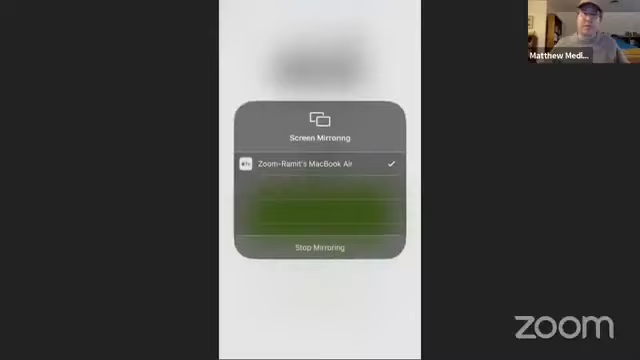 Matthew Medi...
Screen Mirroring
Zoom-Ramit's MacBook Air
Stop Mirroring
zoom